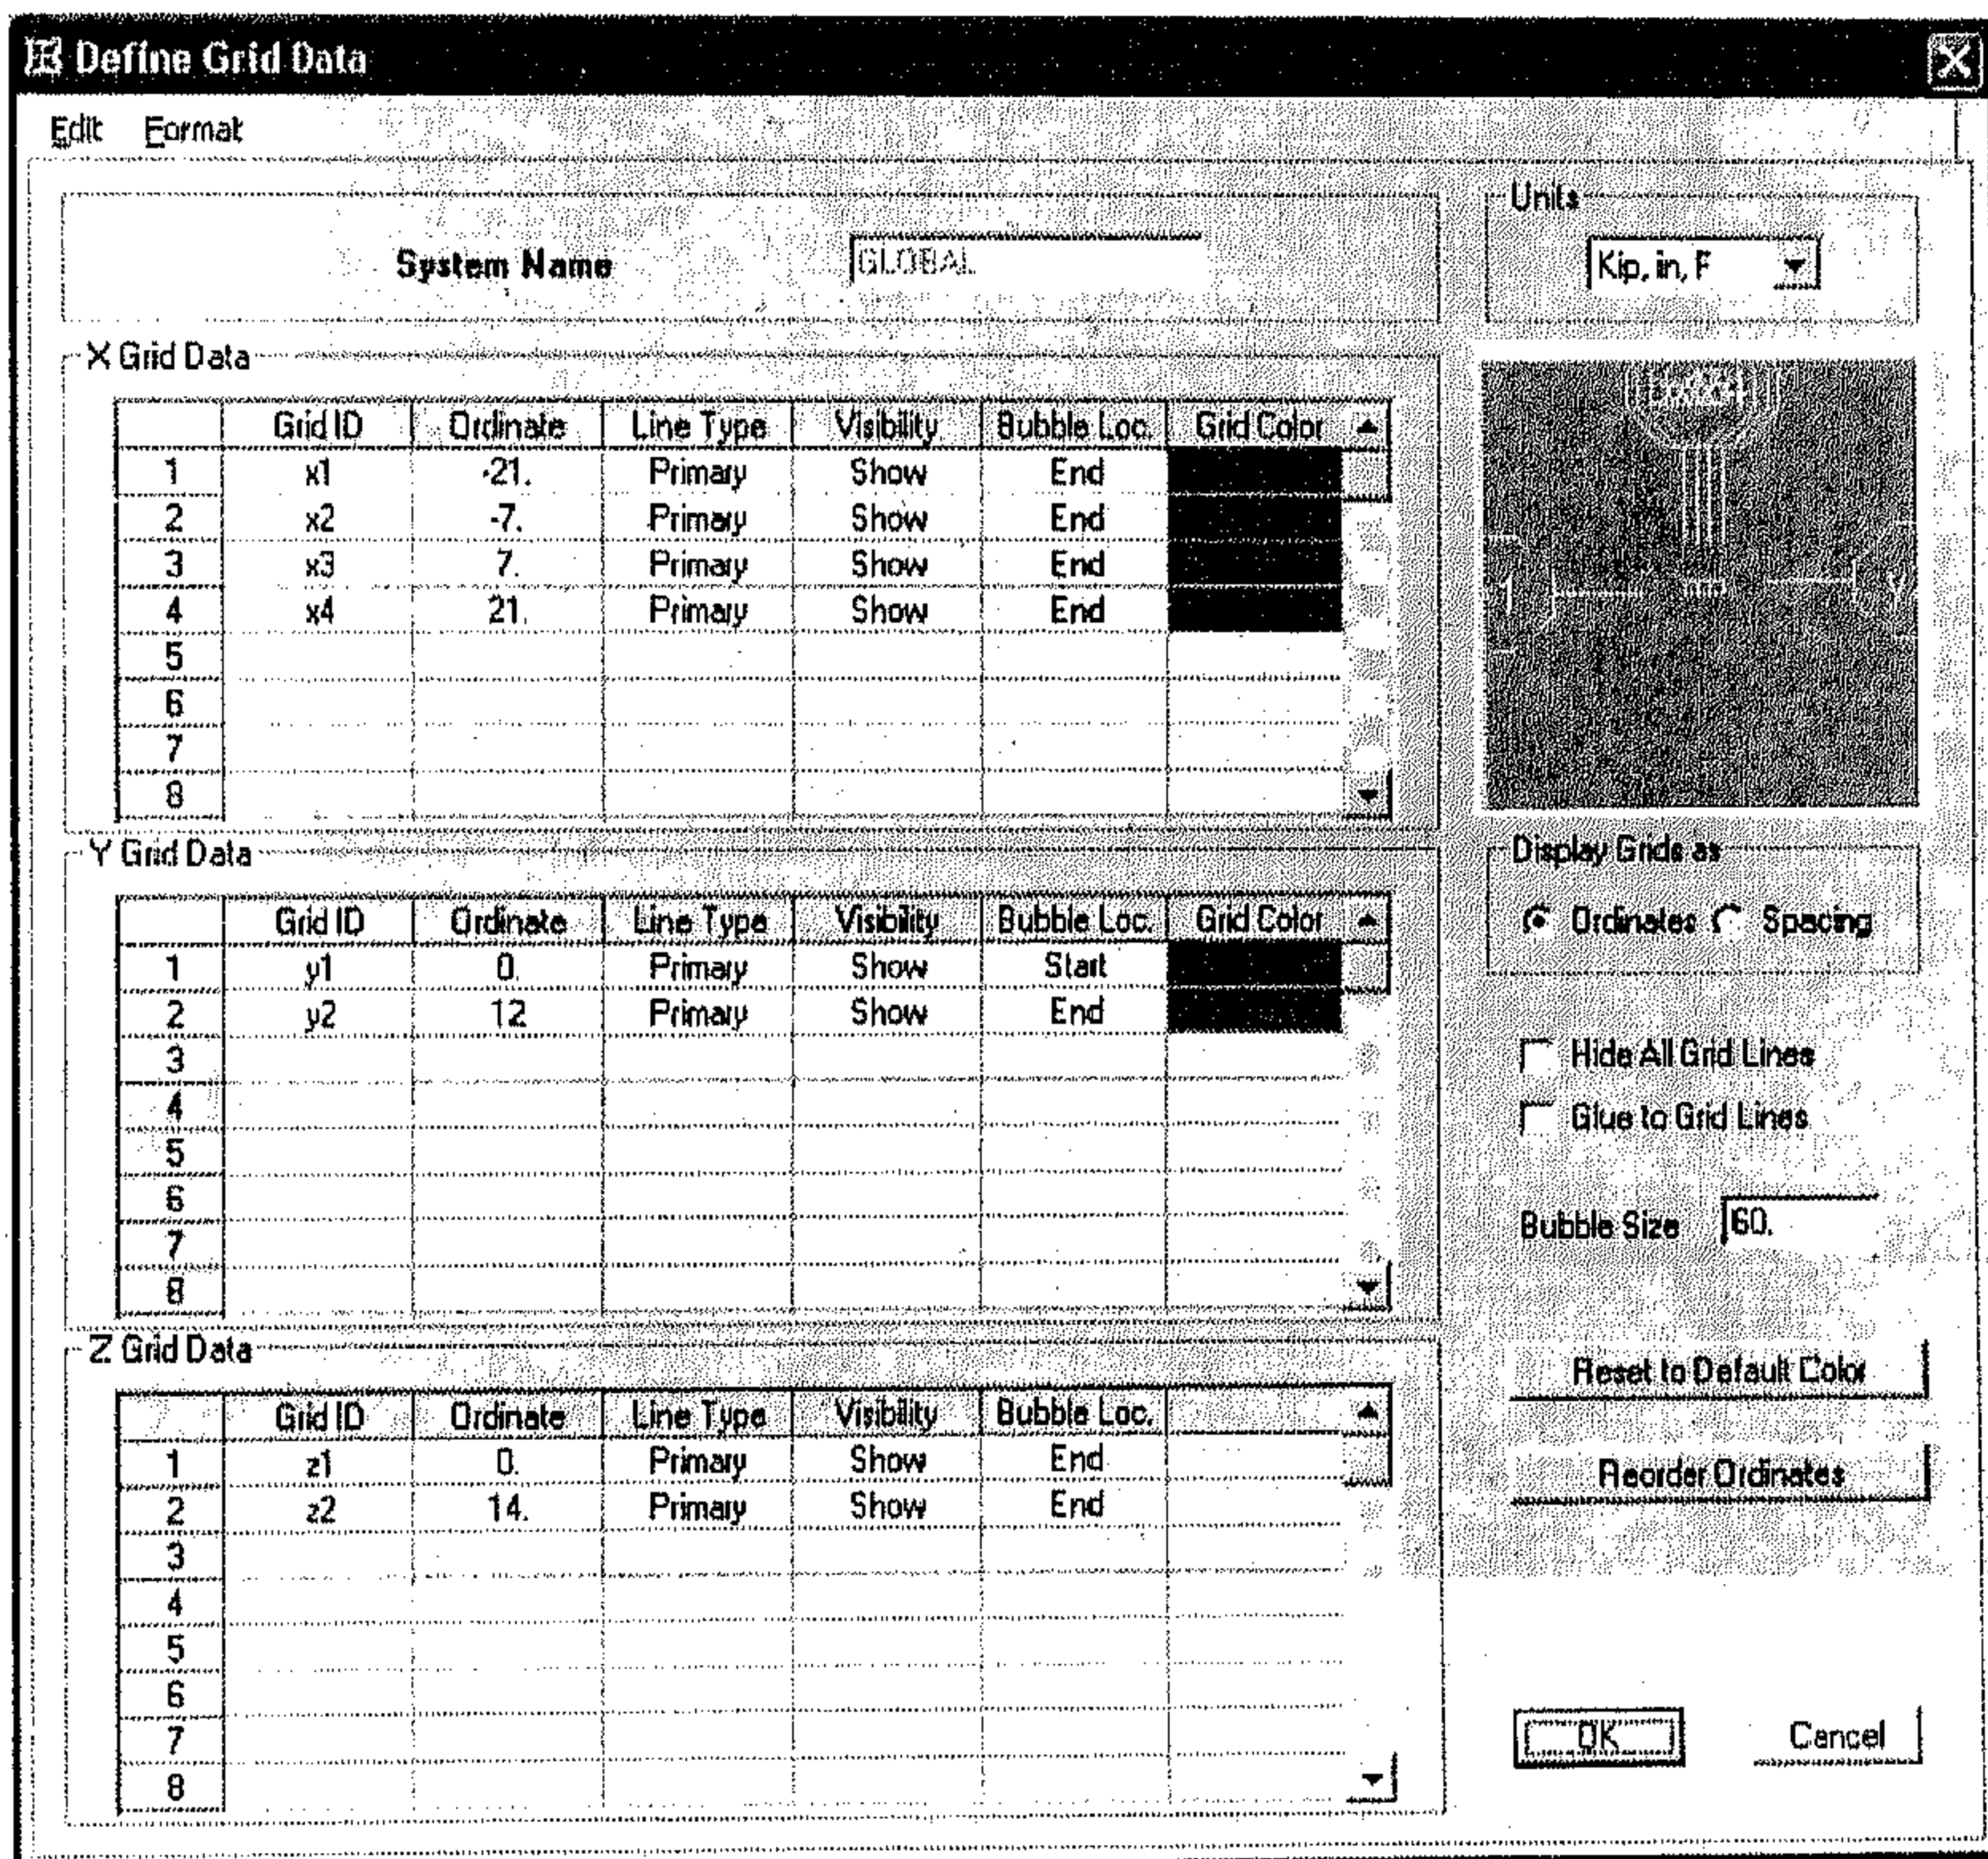 Define Grid Data
Edit Format
System Name GLOBAL
Units
Kip, in, F
X Grid Data
Grid ID Ordinate Line Type Visibility Bubble Loc. Grid Color
1 x1 -21. Primary Show End
2 x2 -7. Primary Show End
3 x3 7. Primary Show End
4 x4 21. Primary Show End
5
6
7
8
Y Grid Data
Grid ID Ordinate Line Type Visibility Bubble Loc. Grid Color
1 y1 0. Primary Show Start
2 y2 12 Primary Show End
3
4
5
6
7
8
Z Grid Data
Grid ID Ordinate Line Type Visibility Bubble Loc.
1 z1 0. Primary Show End
2 z2 14. Primary Show End
3
4
5
6
7
8
Display Grids as
Ordinates Spacing
Hide All Grid Lines
Glue to Grid Lines
Bubble Size 60.
Reset to Default Color
Reorder Ordinates
OK Cancel